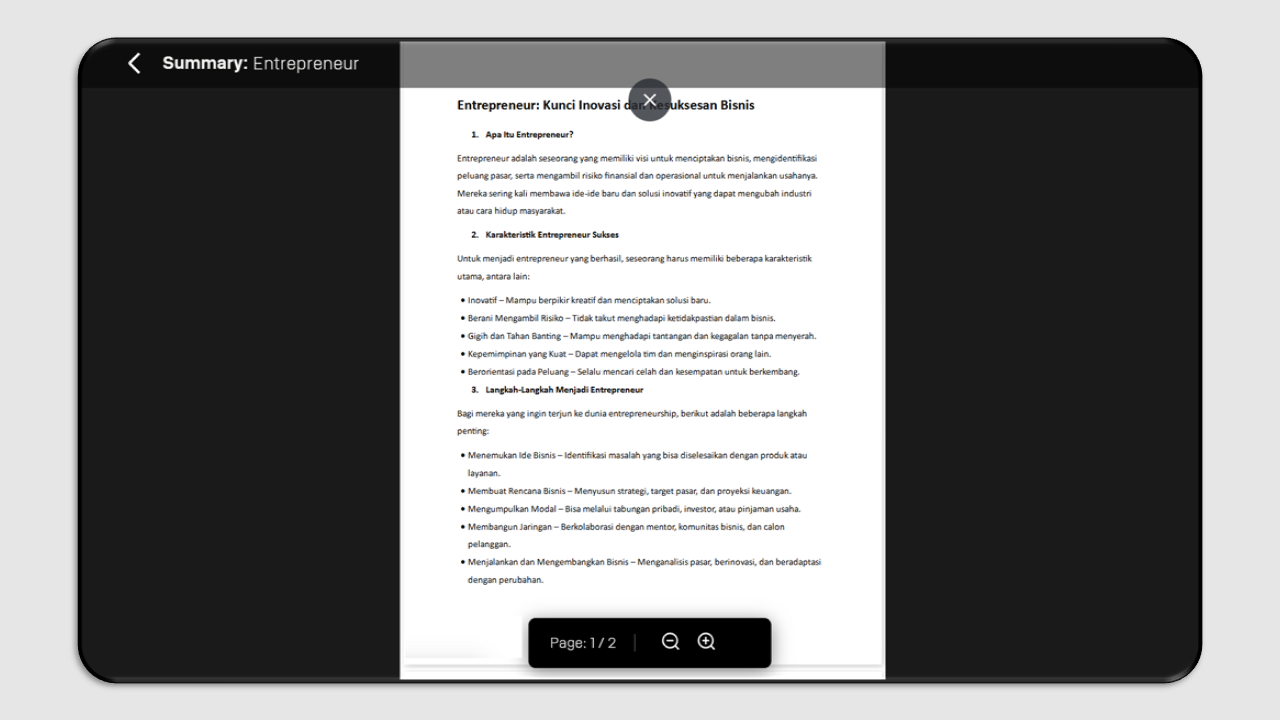 Summary: Entrepreneur
Entrepreneur: Kunci Inovasi dan Kesuksesan Bisnis
1. Apa Itu Entrepreneur?
Entrepreneur adalah seseorang yang memiliki visi untuk menciptakan bisnis, mengidentifikasi
peluang pasar, serta mengambil risiko finansial dan operasional untuk menjalankan usahanya.
Mereka sering kali membawa ide-ide baru dan solusi inovatif yang dapat mengubah industri
atau cara hidup masyarakat.
2. Karakteristik Entrepreneur Sukses
Untuk menjadi entrepreneur yang berhasil, seseorang harus memiliki beberapa karakteristik
utama, antara lain:
• Inovatif – Mampu berpikir kreatif dan menciptakan solusi baru.
• Berani Mengambil Risiko – Tidak takut menghadapi ketidakpastian dalam bisnis.
• Gigih dan Tahan Banting – Mampu menghadapi tantangan dan kegagalan tanpa menyerah.
• Kepemimpinan yang Kuat – Dapat mengelola tim dan menginspirasi orang lain.
• Berorientasi pada Peluang – Selalu mencari celah dan kesempatan untuk berkembang.
3. Langkah-Langkah Menjadi Entrepreneur
Bagi mereka yang ingin terjun ke dunia entrepreneurship, berikut adalah beberapa langkah
penting:
• Menemukan Ide Bisnis – Identifikasi masalah yang bisa diselesaikan dengan produk atau
layanan.
• Membuat Rencana Bisnis – Menyusun strategi, target pasar, dan proyeksi keuangan.
• Mengumpulkan Modal – Bisa melalui tabungan pribadi, investor, atau pinjaman usaha.
• Membangun Jaringan – Berkolaborasi dengan mentor, komunitas bisnis, dan calon
pelanggan.
• Menjalankan dan Mengembangkan Bisnis – Menganalisis pasar, berinovasi, dan beradaptasi
dengan perubahan.
Page: 1 / 2